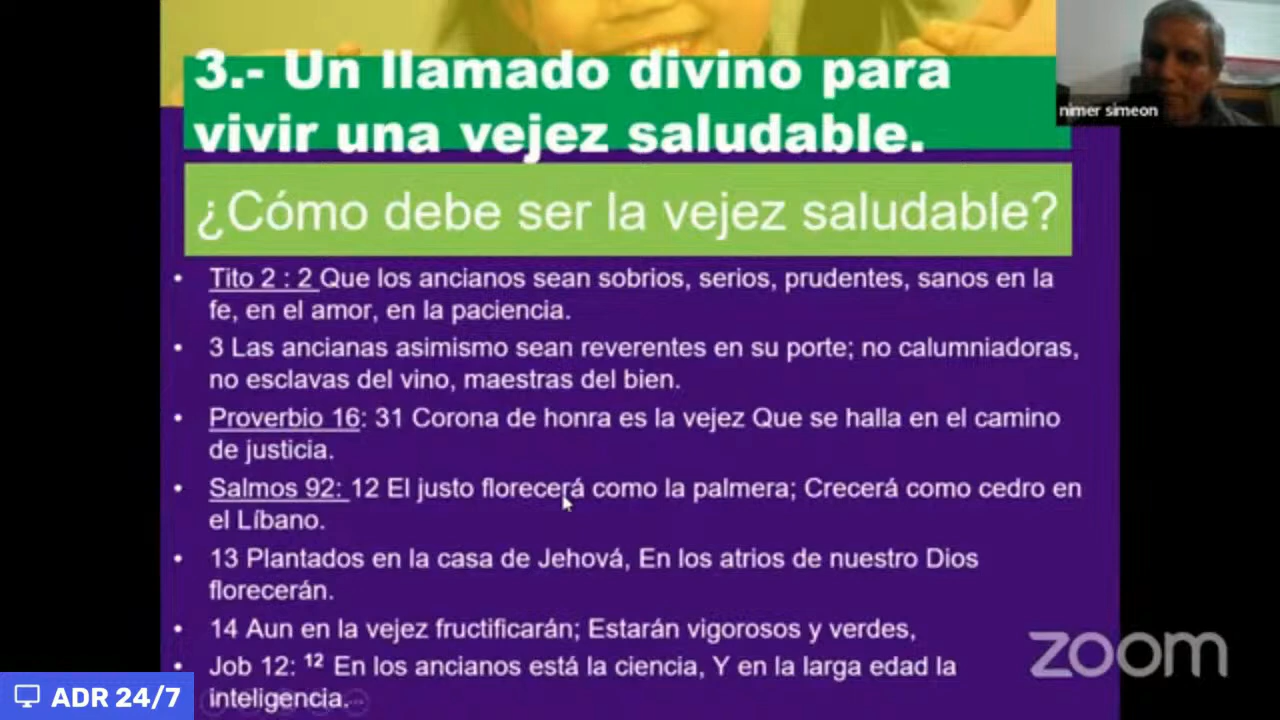 3.- Un llamado divino para
vivir una vejez saludable.
nimer simeon
¿Cómo debe ser la vejez saludable?
• Tito 2 : 2 Que los ancianos sean sobrios, serios, prudentes, sanos en la
fe, en el amor, en la paciencia.
• 3 Las ancianas asimismo sean reverentes en su porte; no calumniadoras,
no esclavas del vino, maestras del bien.
• Proverbio 16: 31 Corona de honra es la vejez Que se halla en el camino
de justicia.
• Salmos 92: 12 El justo florecerá como la palmera; Crecerá como cedro en
el Líbano.
• 13 Plantados en la casa de Jehová, En los atrios de nuestro Dios
florecerán.
• 14 Aun en la vejez fructificarán; Estarán vigorosos y verdes,
• Job 12: ¹² En los ancianos está la ciencia, Y en la larga edad la
inteligencia.
zoom
ADR 24/7